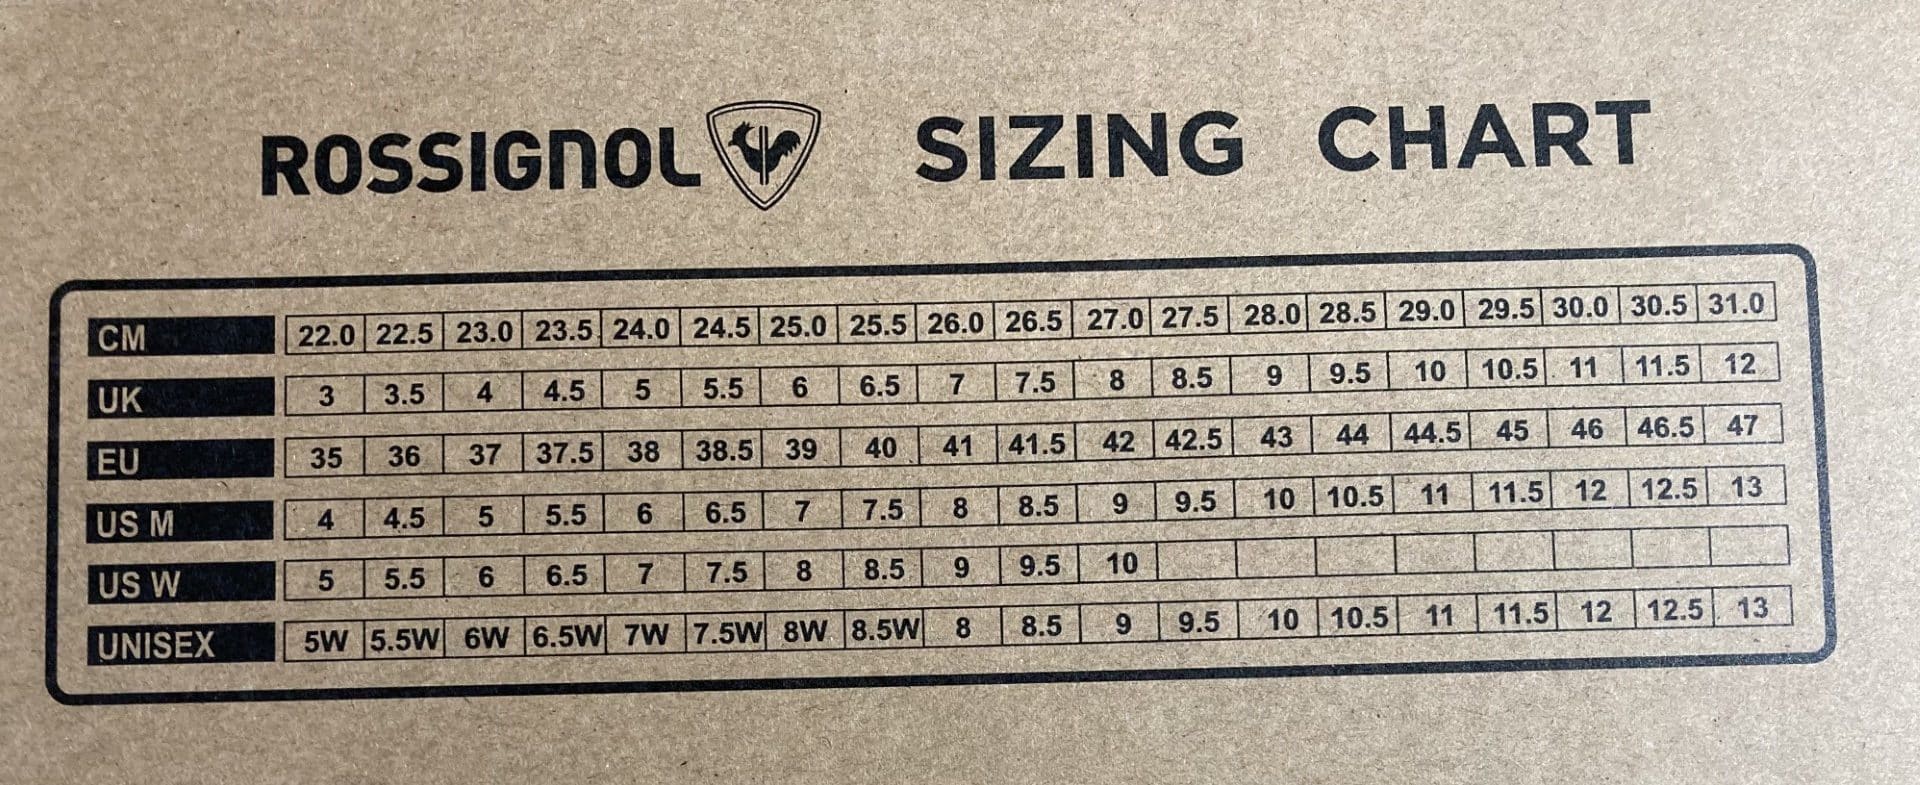 ROSSIGNOL SIZING CHART
CM 22.0 22.5 23.0 23.5 24.0 24.5 25.0 25.5 26.0 26.5 27.0 27.5 28.0 28.5 29.0 29.5 30.0 30.5 31.0
UK 3 3.5 4 4.5 5 5.5 6 6.5 7 7.5 8 8.5 9 9.5 10 10.5 11 11.5 12
EU 35 36 37 37.5 38 38.5 39 40 41 41.5 42 42.5 43 44 44.5 45 46 46.5 47
US M 4 4.5 5 5.5 6 6.5 7 7.5 8 8.5 9 9.5 10 10.5 11 11.5 12 12.5 13
US W 5 5.5 6 6.5 7 7.5 8 8.5 9 9.5 10
UNISEX 5W 5.5W 6W 6.5W 7W 7.5W 8W 8.5W 8 8.5 9 9.5 10 10.5 11 11.5 12 12.5 13